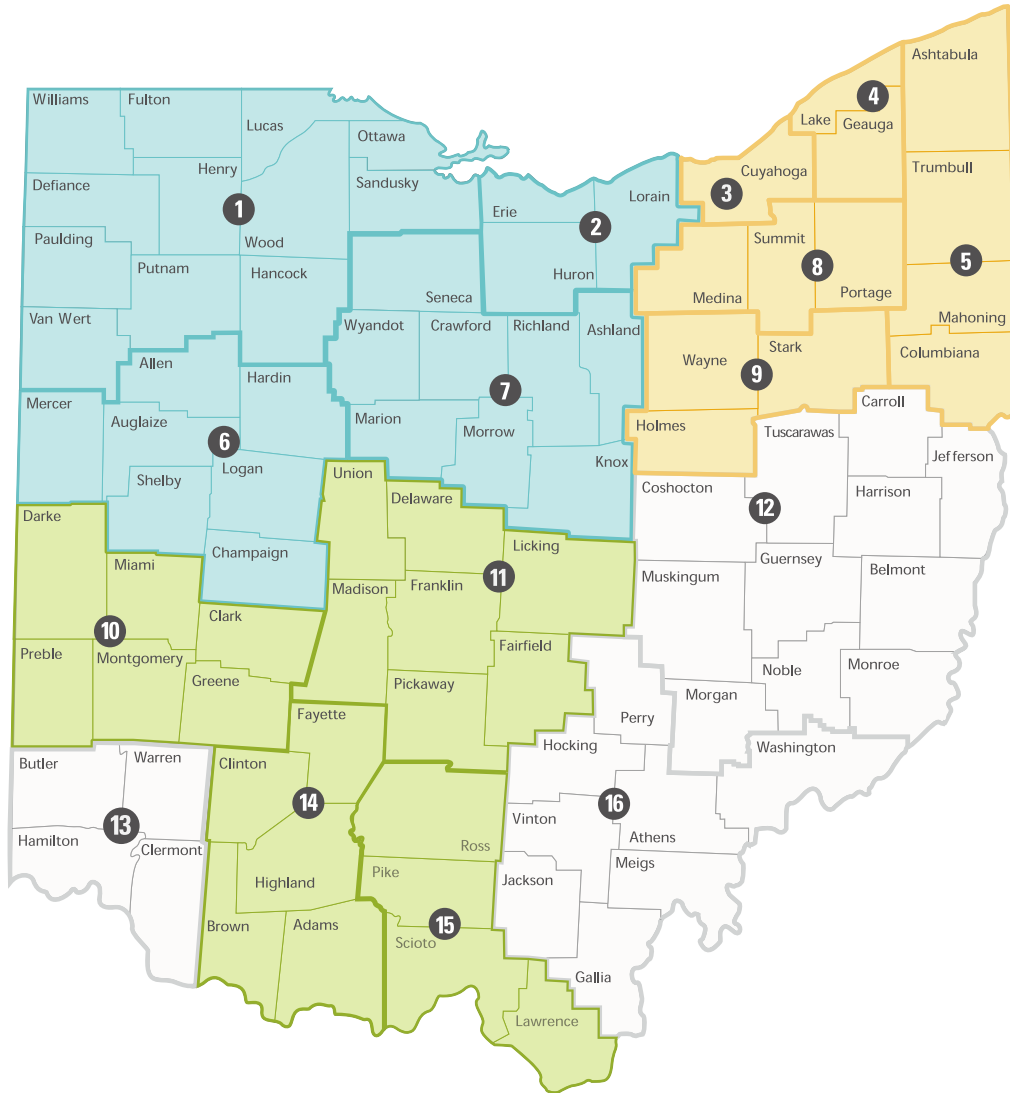 Ashtabula
Williams
Fulton
4
Lucas
Lake
Geauga
Ottawa
Henry
Trumbull
Cuyahoga
Defiance
Sandusky
3
Lorain
1
Erie
2
Paulding
Wood
Summit
Putnam
8
5
Hancock
Huron
Seneca
Medina
Portage
Van Wert
Mahoning
Wyandot
Crawford
Richland
Ashland
Stark
Columbiana
Allen
Wayne
Hardin
9
7
Mercer
Carroll
Auglaize
Marion
Holmes
Tuscarawas
6
Morrow
Logan
Knox
Jefferson
Union
Shelby
Coshocton
Harrison
Delaware
12
Darke
Licking
Champaign
Guernsey
Miami
Muskingum
Belmont
11
Madison
Franklin
Clark
10
Fairfield
Preble
Montgomery
Noble
Monroe
Greene
Pickaway
Morgan
Fayette
Perry
Hocking
Washington
Butler
Warren
Clinton
14
16
13
Vinton
Hamilton
Athens
Ross
Clermont
Meigs
Pike
Jackson
Highland
15
Brown
Adams
Scioto
Gallia
Lawrence